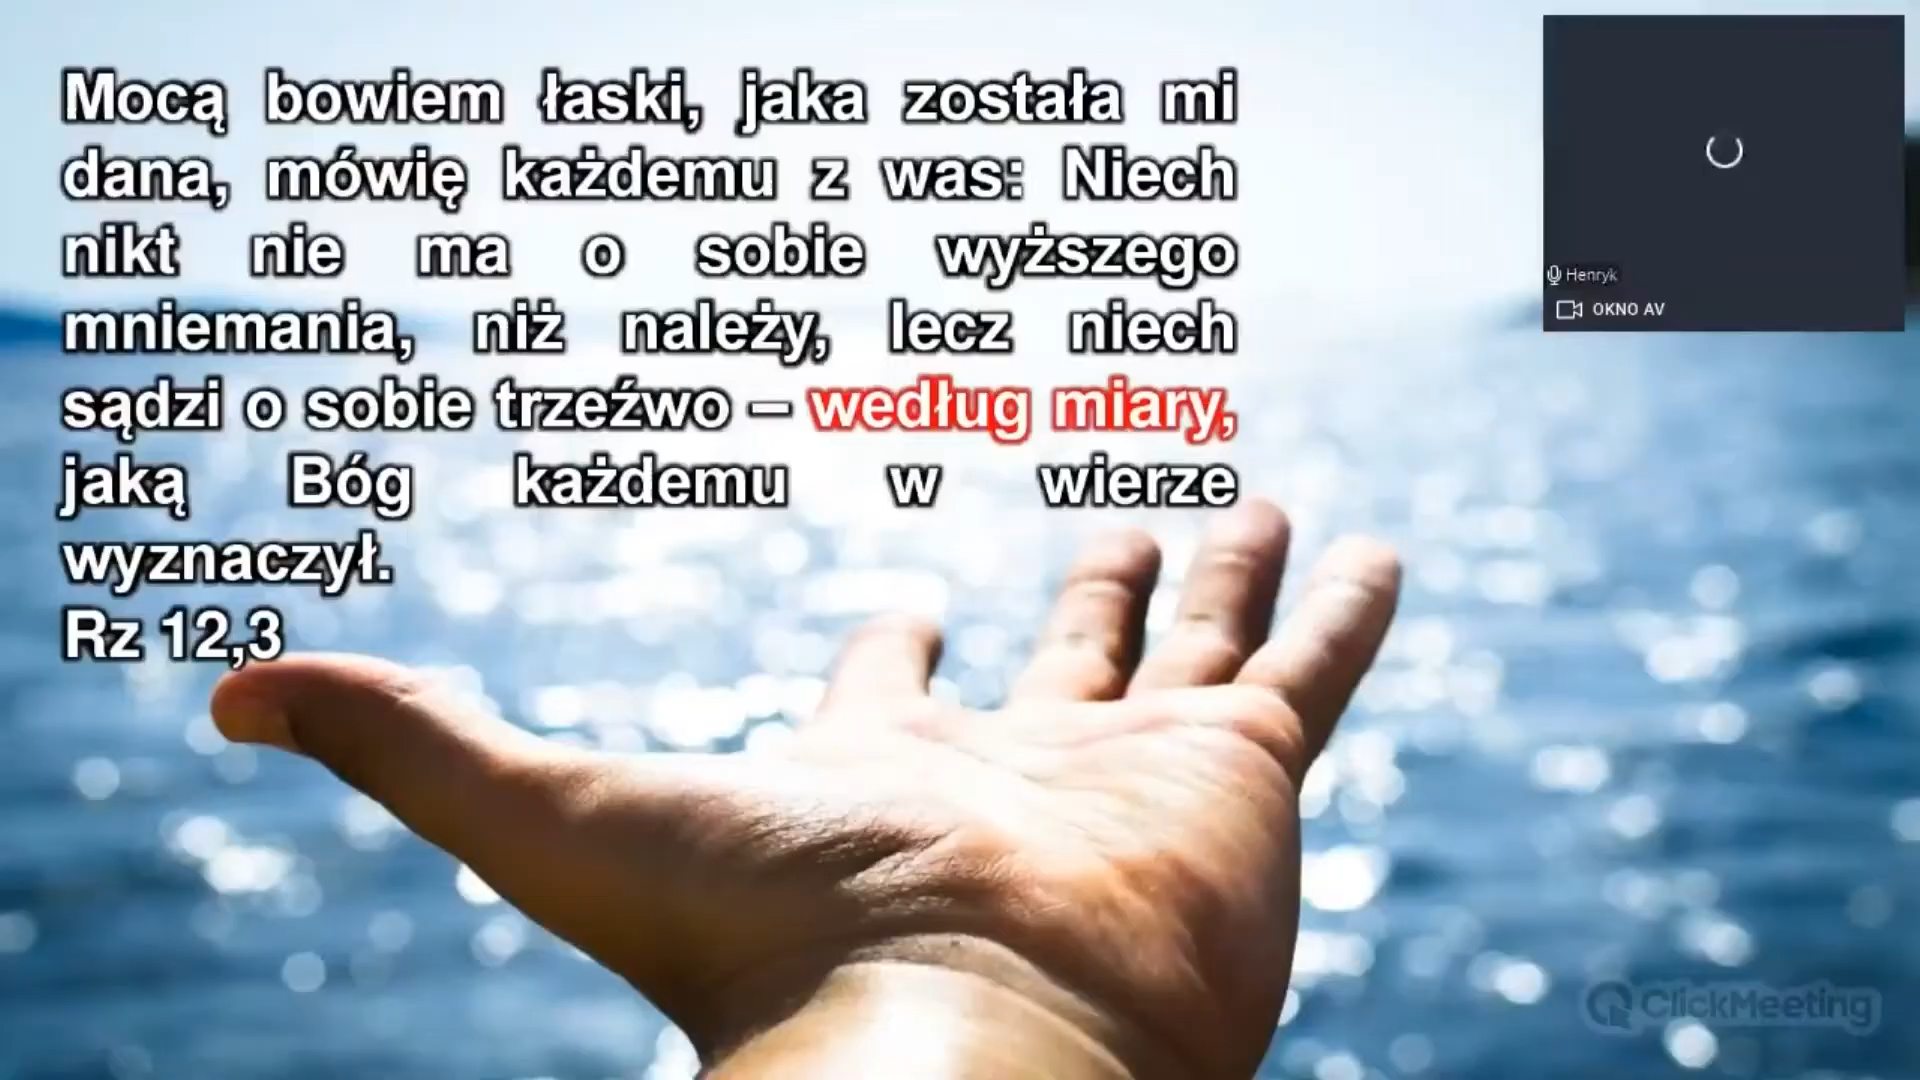 Mocą bowiem łaski, jaka została mi
dana, mówię każdemu z was: Niech
nikt nie ma o sobie wyższego
mniemania, niż należy, lecz niech
sądzi o sobie trzeźwo – według miary,
jaką Bóg każdemu w wierze
wyznaczył.
Rz 12,3
Henryk
OKNO AV
ClickMeeting